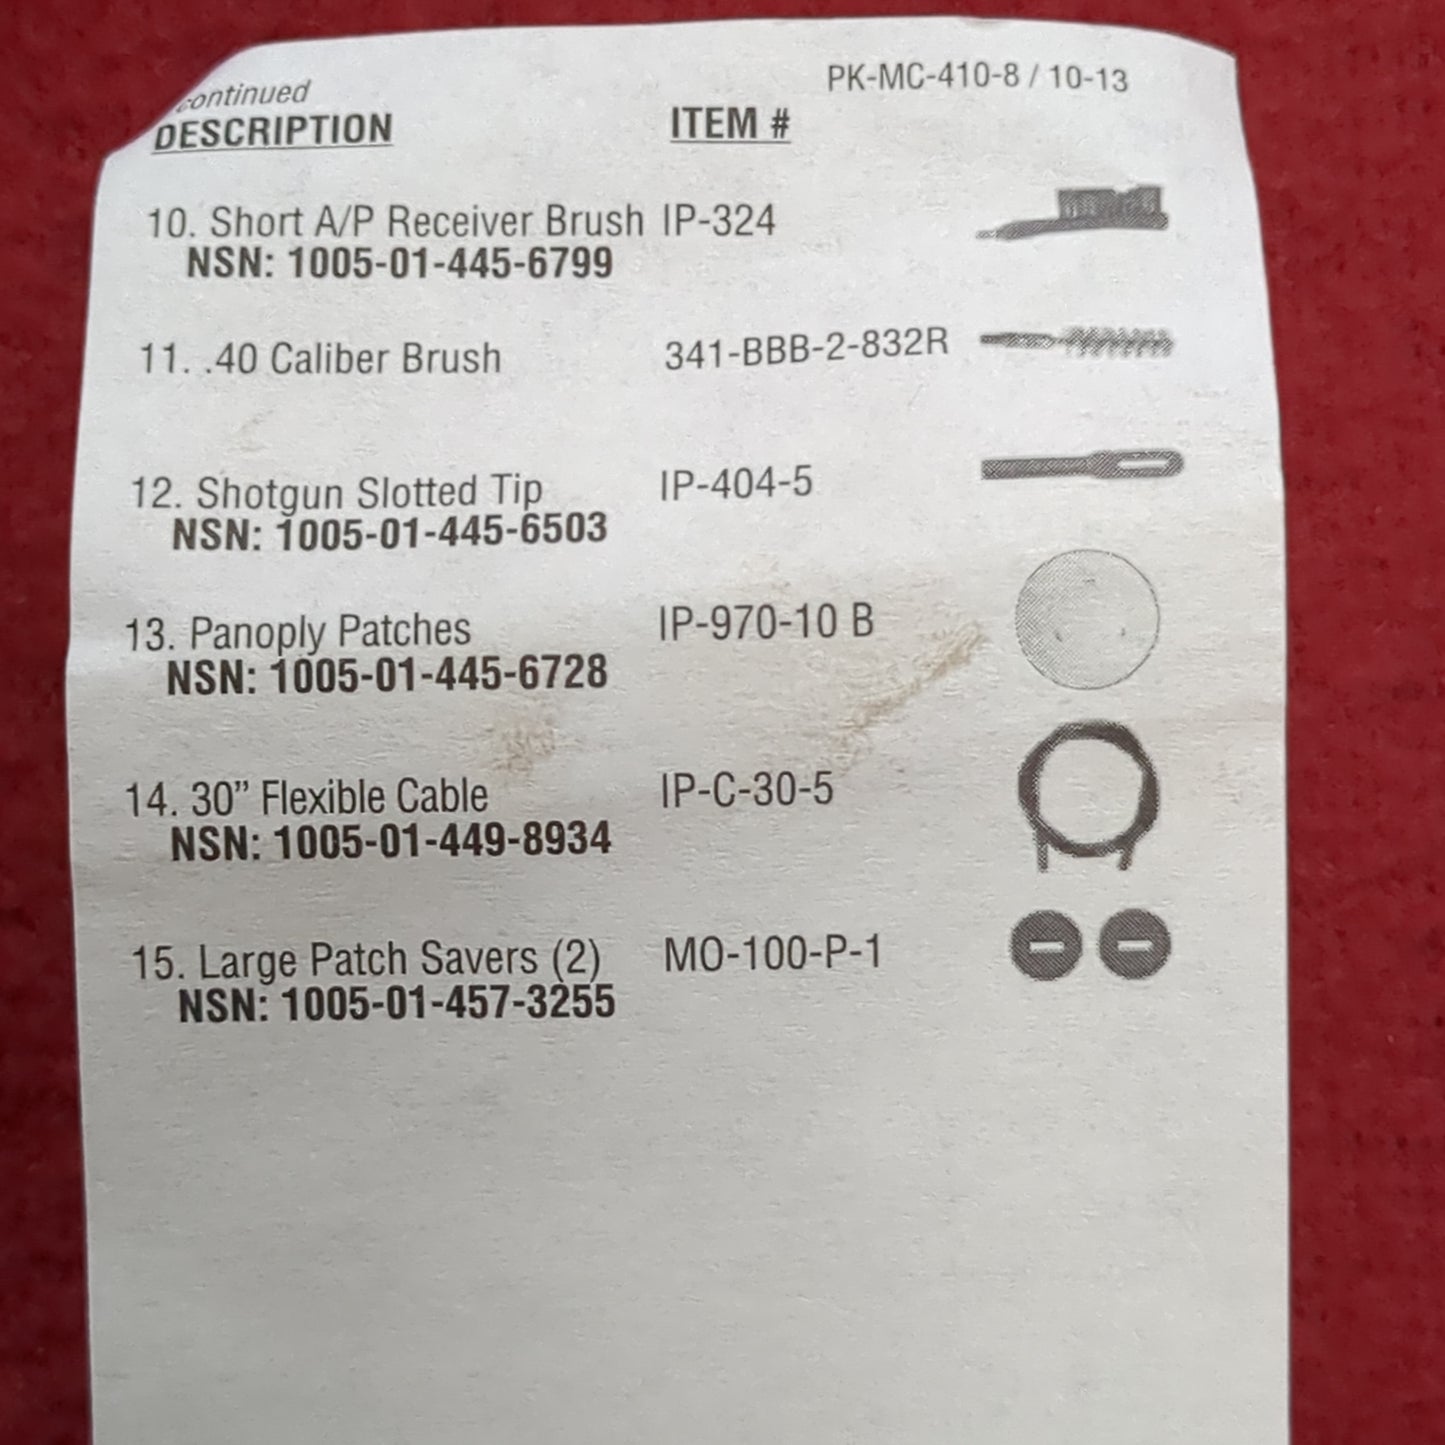 PK-MC-410-8 / 10-13
continued
DESCRIPTION ITEM #
10. Short A/P Receiver Brush IP-324
NSN: 1005-01-445-6799
11. .40 Caliber Brush 341-BBB-2-832R
12. Shotgun Slotted Tip IP-404-5
NSN: 1005-01-445-6503
13. Panoply Patches IP-970-10 B
NSN: 1005-01-445-6728
14. 30” Flexible Cable IP-C-30-5
NSN: 1005-01-449-8934
15. Large Patch Savers (2) MO-100-P-1
NSN: 1005-01-457-3255